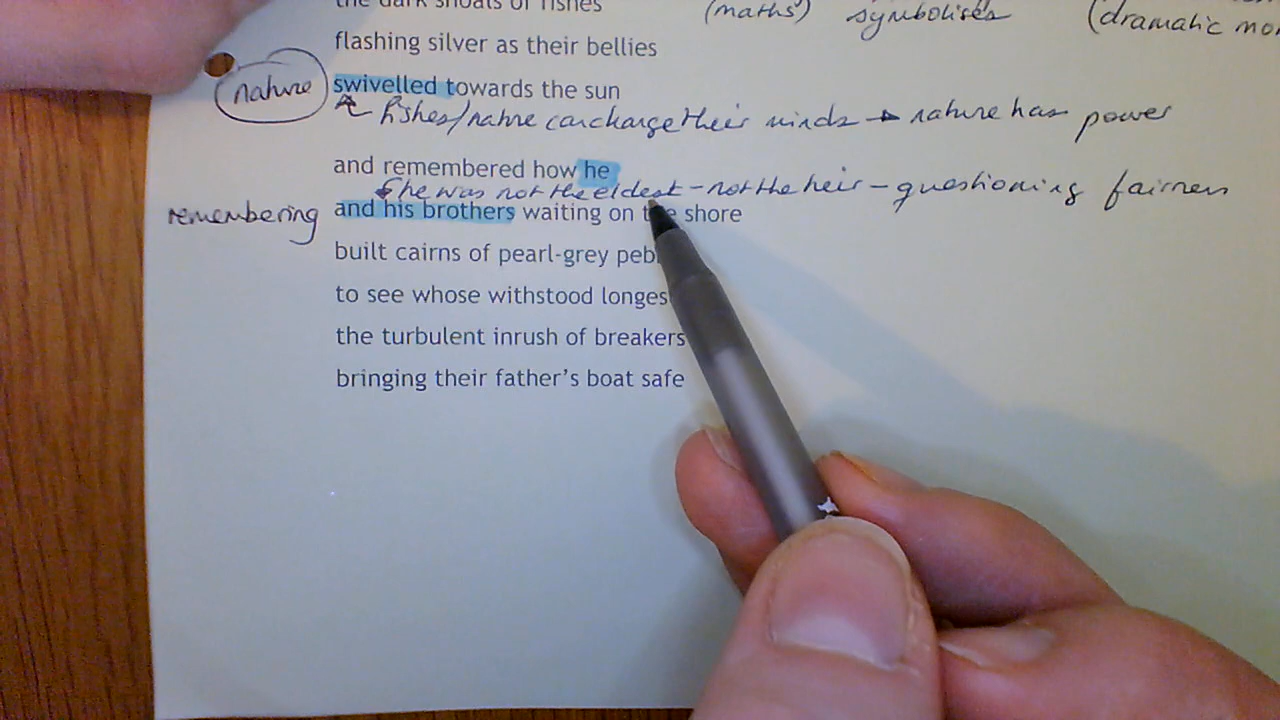 the dark shoals of fishes (maths) symbolises (dramatic
flashing silver as their bellies
nature swivelled towards the sun
fishes/nature can change their minds → nature has power
and remembered how he
he was not the eldest - not the heir - questioning fairness
remembering and his brothers waiting on the shore
built cairns of pearl-grey peb
to see whose withstood longes
the turbulent inrush of breakers
bringing their father's boat safe